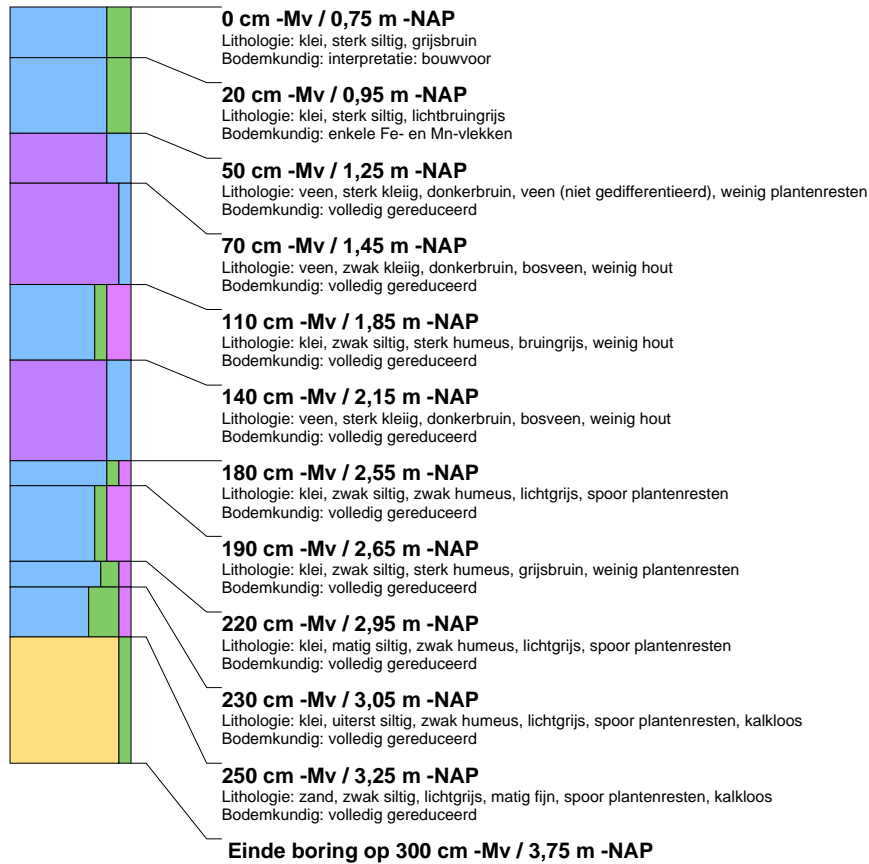 0 cm -Mv / 0,75 m -NAP
Lithologie: klei, sterk siltig, grijsbruin
Bodemkundig: interpretatie: bouwvoor
20 cm -Mv / 0,95 m -NAP
Lithologie: klei, sterk siltig, lichtbruingrijs
Bodemkundig: enkele Fe- en Mn-vlekken
50 cm -Mv / 1,25 m -NAP
Lithologie: veen, sterk kleiig, donkerbruin, veen (niet gedifferentieerd), weinig plantenresten
Bodemkundig: volledig gereduceerd
70 cm -Mv / 1,45 m -NAP
Lithologie: veen, zwak kleiig, donkerbruin, bosveen, weinig hout
Bodemkundig: volledig gereduceerd
110 cm -Mv / 1,85 m -NAP
Lithologie: klei, zwak siltig, sterk humeus, bruingrijs, weinig hout
Bodemkundig: volledig gereduceerd
140 cm -Mv / 2,15 m -NAP
Lithologie: veen, sterk kleiig, donkerbruin, bosveen, weinig hout
Bodemkundig: volledig gereduceerd
180 cm -Mv / 2,55 m -NAP
Lithologie: klei, zwak siltig, zwak humeus, lichtgrijs, spoor plantenresten
Bodemkundig: volledig gereduceerd
190 cm -Mv / 2,65 m -NAP
Lithologie: klei, zwak siltig, sterk humeus, grijsbruin, weinig plantenresten
Bodemkundig: volledig gereduceerd
220 cm -Mv / 2,95 m -NAP
Lithologie: klei, matig siltig, zwak humeus, lichtgrijs, spoor plantenresten
Bodemkundig: volledig gereduceerd
230 cm -Mv / 3,05 m -NAP
Lithologie: klei, uiterst siltig, zwak humeus, lichtgrijs, spoor plantenresten, kalkloos
Bodemkundig: volledig gereduceerd
250 cm -Mv / 3,25 m -NAP
Lithologie: zand, zwak siltig, lichtgrijs, matig fijn, spoor plantenresten, kalkloos
Bodemkundig: volledig gereduceerd
Einde boring op 300 cm -Mv / 3,75 m -NAP